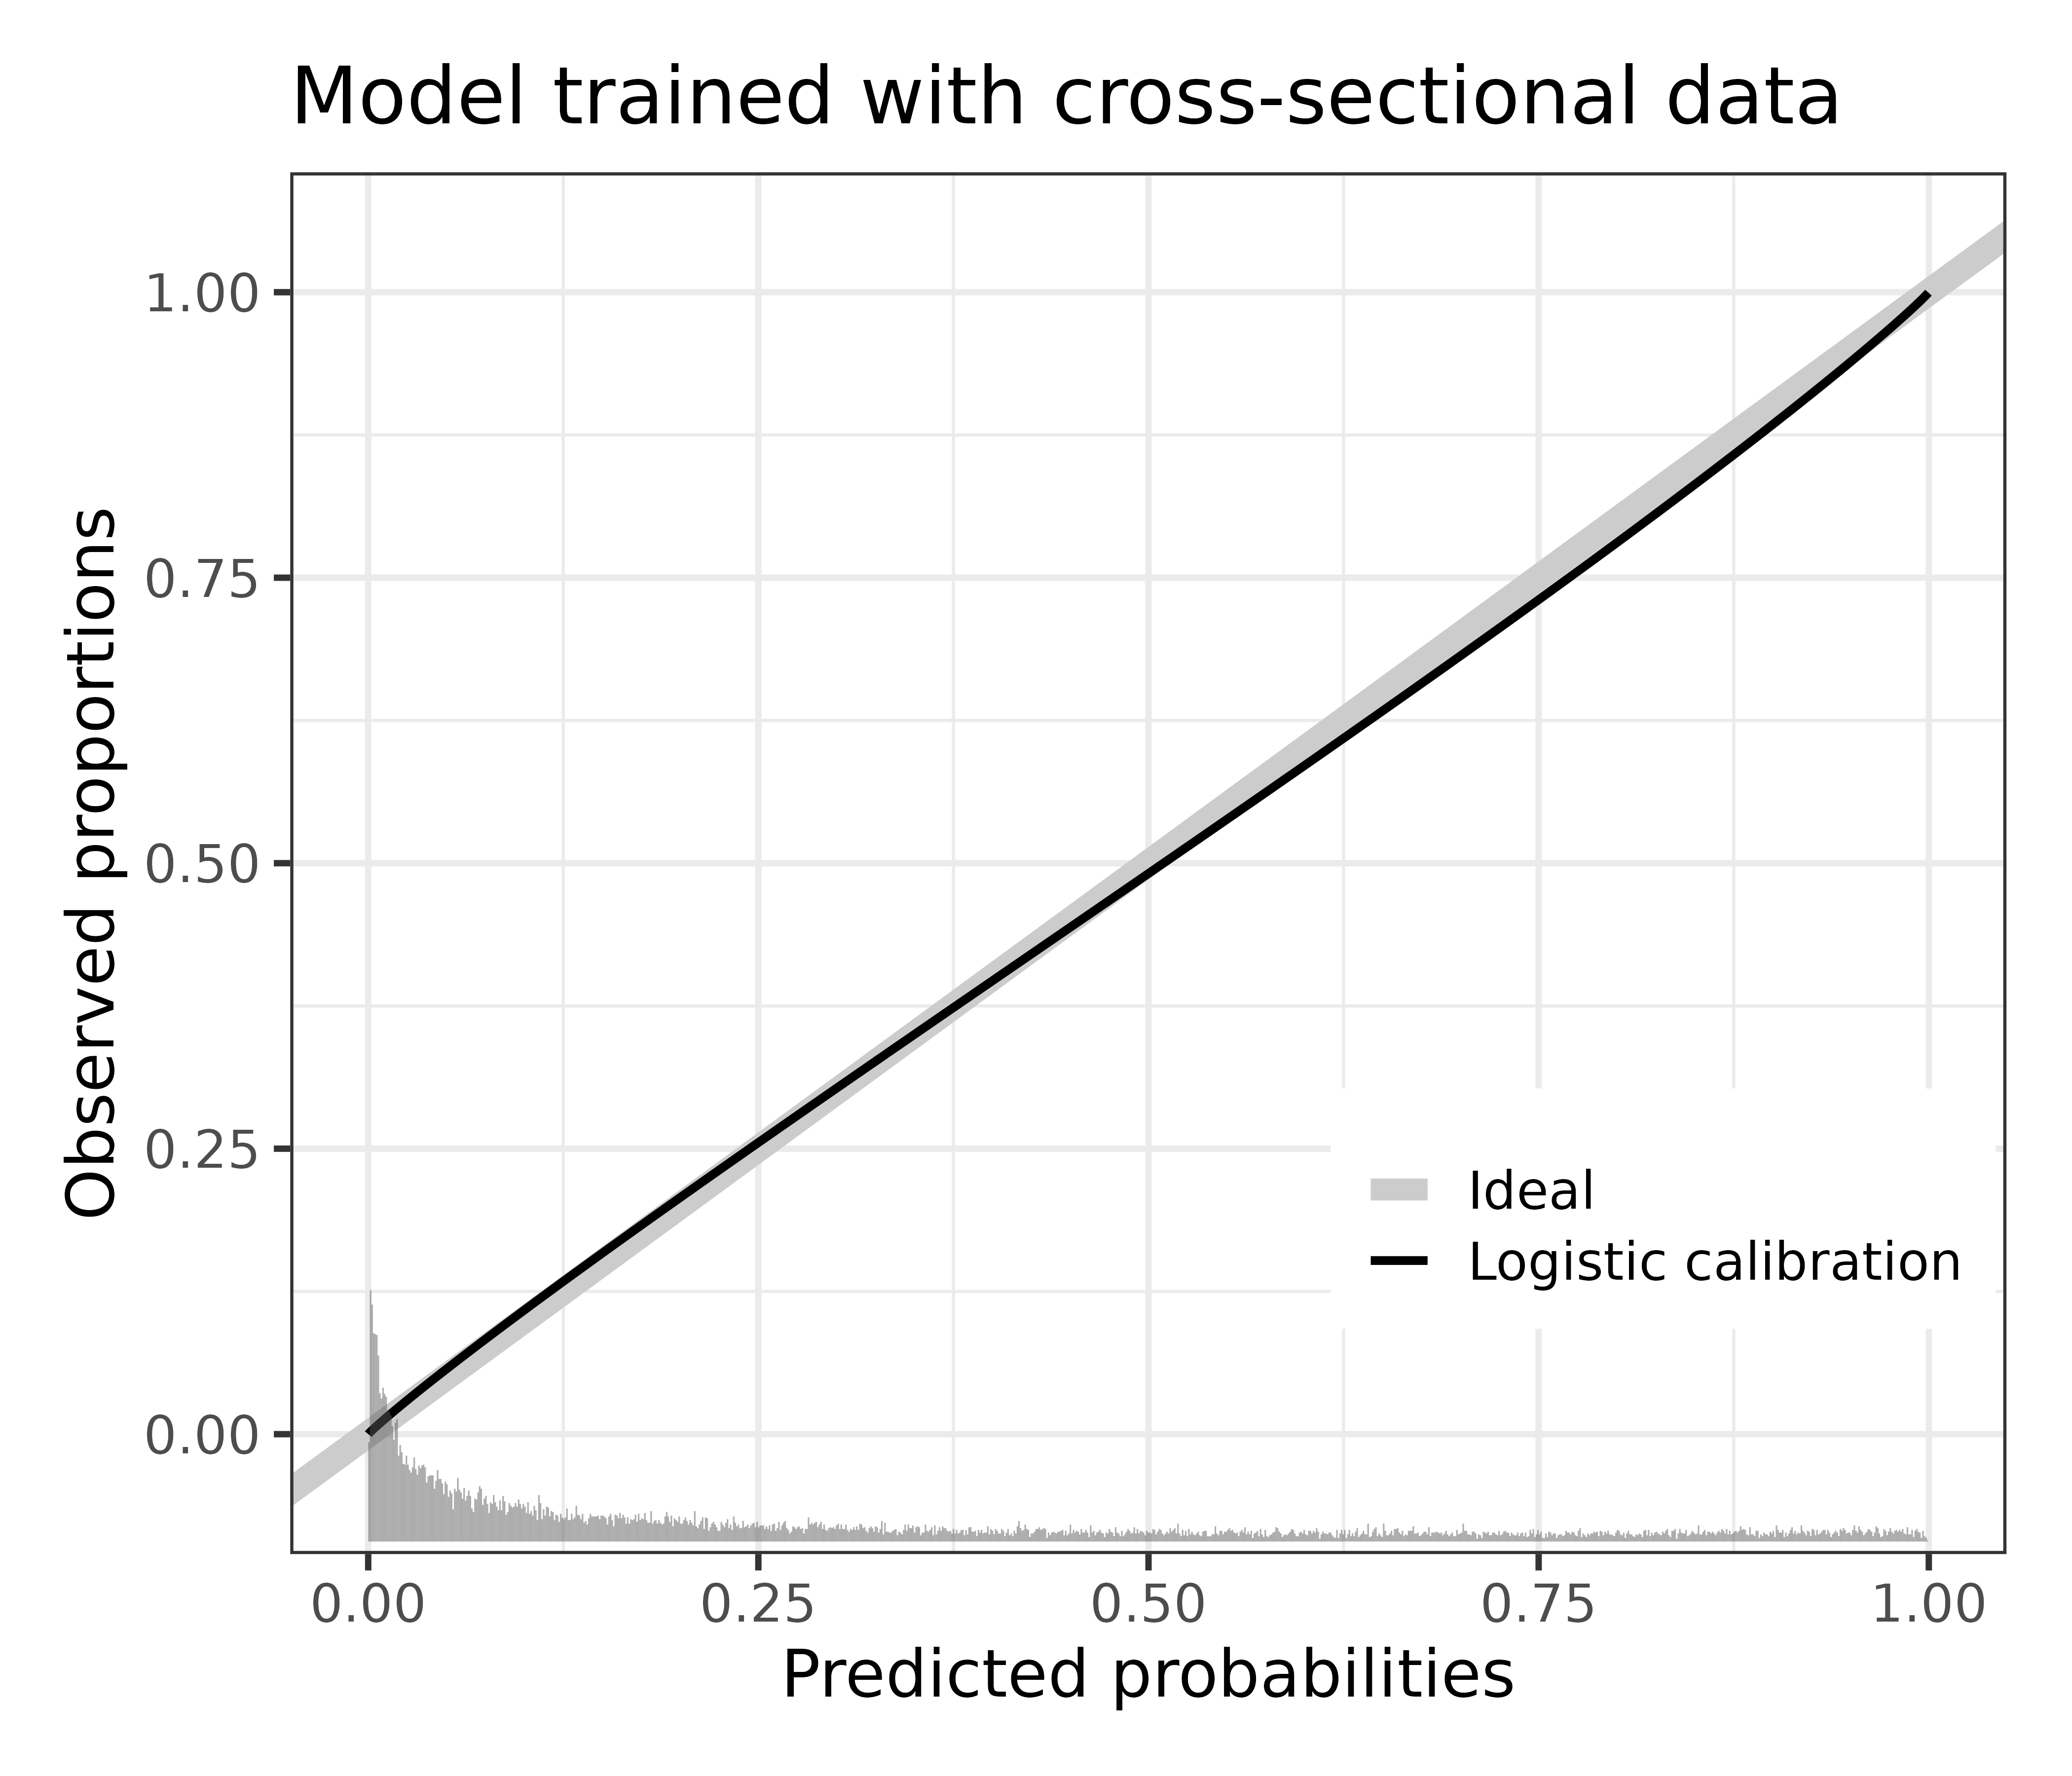 Model trained with cross-sectional data
Observed proportions
1.00
0.75
0.50
0.25
0.00
Ideal
Logistic calibration
0.00 0.25 0.50 0.75 1.00
Predicted probabilities